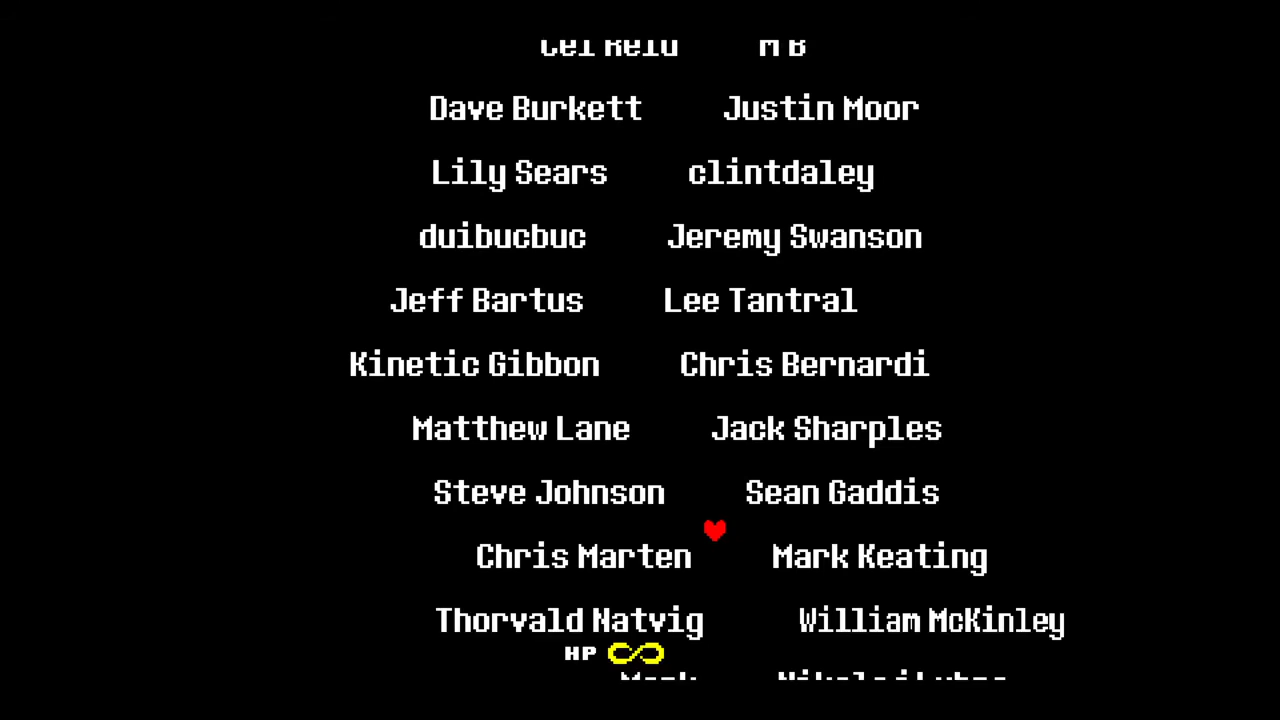 M B
Dave Burkett Justin Moor
Lily Sears clintdaley
duibucbuc Jeremy Swanson
Jeff Bartus Lee Tantral
Kinetic Gibbon Chris Bernardi
Matthew Lane Jack Sharples
Steve Johnson Sean Gaddis
Chris Marten Mark Keating
Thorvald Natvig William McKinley
HP